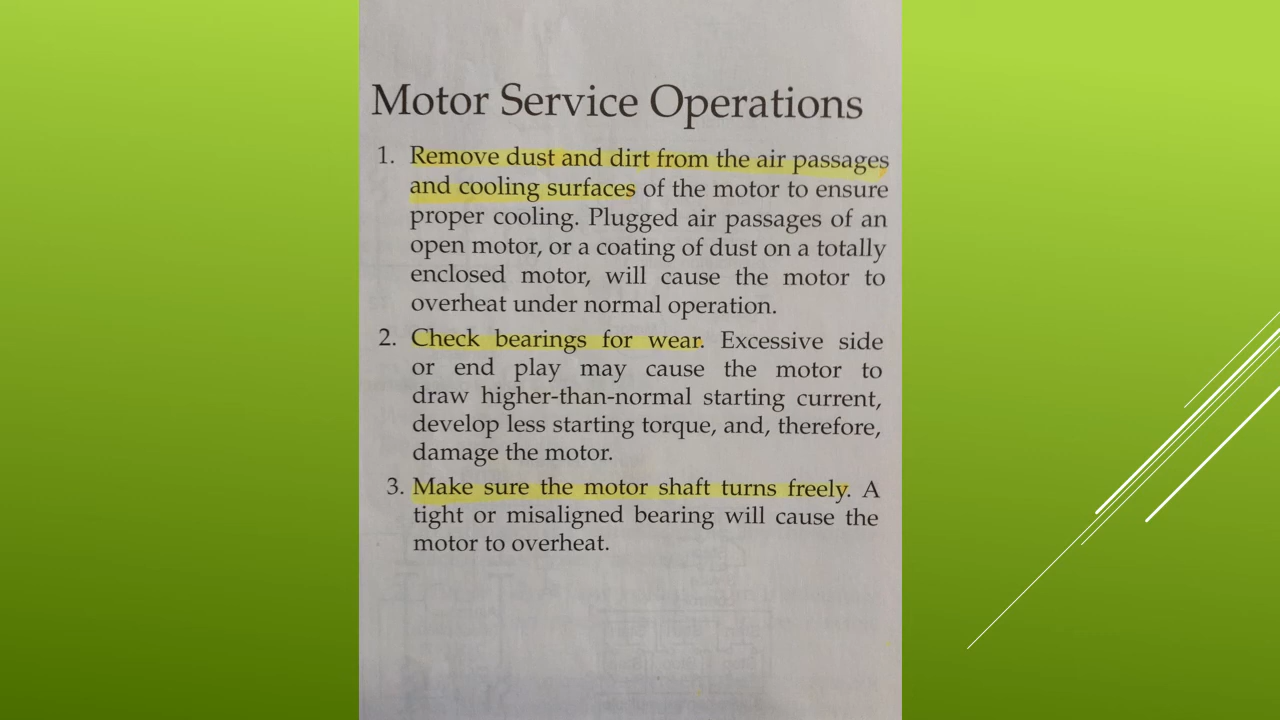 Motor Service Operations
1. Remove dust and dirt from the air passages
and cooling surfaces of the motor to ensure
proper cooling. Plugged air passages of an
open motor, or a coating of dust on a totally
enclosed motor, will cause the motor to
overheat under normal operation.
2. Check bearings for wear. Excessive side
or end play may cause the motor to
draw higher-than-normal starting current,
develop less starting torque, and, therefore,
damage the motor.
3. Make sure the motor shaft turns freely. A
tight or misaligned bearing will cause the
motor to overheat.